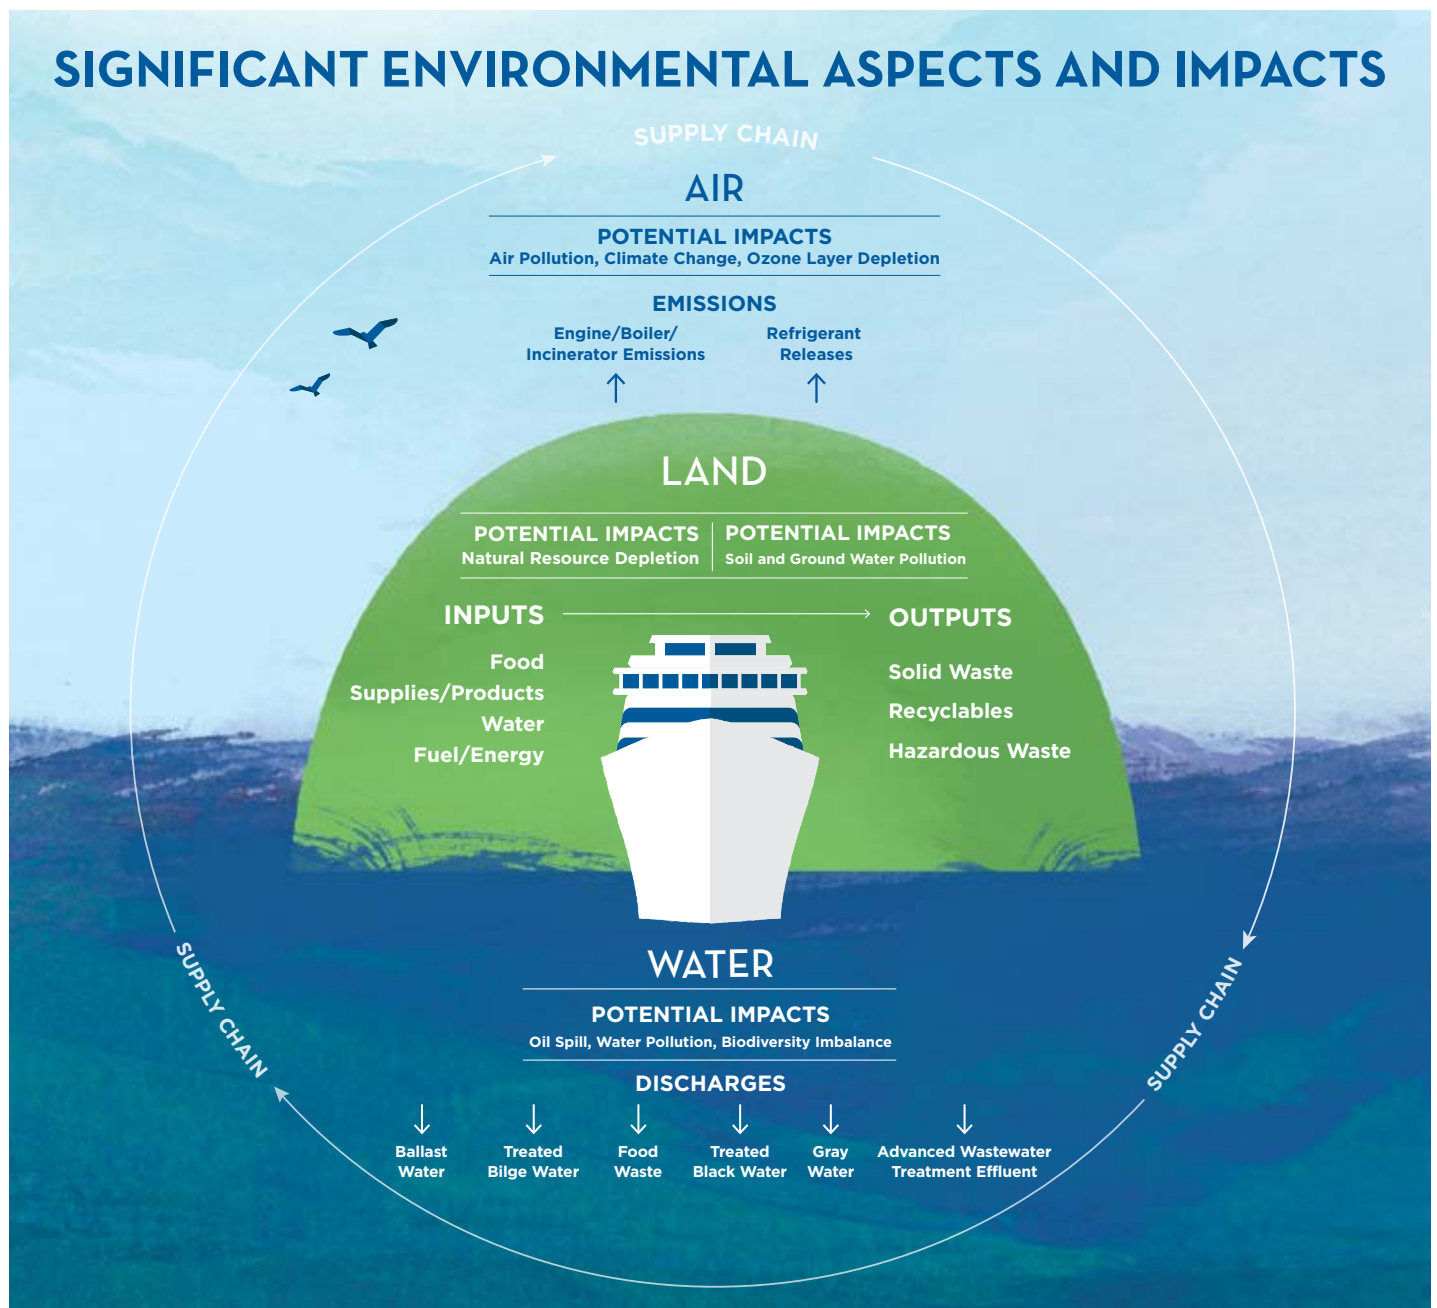 SIGNIFICANT ENVIRONMENTAL ASPECTS AND IMPACTS
SUPPLY CHAIN
AIR
POTENTIAL IMPACTS
Air Pollution, Climate Change, Ozone Layer Depletion
EMISSIONS
Engine/Boiler/
Incinerator Emissions
Refrigerant
Releases
LAND
POTENTIAL IMPACTS
Natural Resource Depletion
POTENTIAL IMPACTS
Soil and Ground Water Pollution
INPUTS
Food
Supplies/Products
Water
Fuel/Energy
OUTPUTS
Solid Waste
Recyclables
Hazardous Waste
WATER
POTENTIAL IMPACTS
Oil Spill, Water Pollution, Biodiversity Imbalance
DISCHARGES
Ballast
Water
Treated
Bilge Water
Food
Waste
Treated
Black Water
Gray
Water
Advanced Wastewater
Treatment Effluent
SUPPLY CHAIN
SUPPLY CHAIN